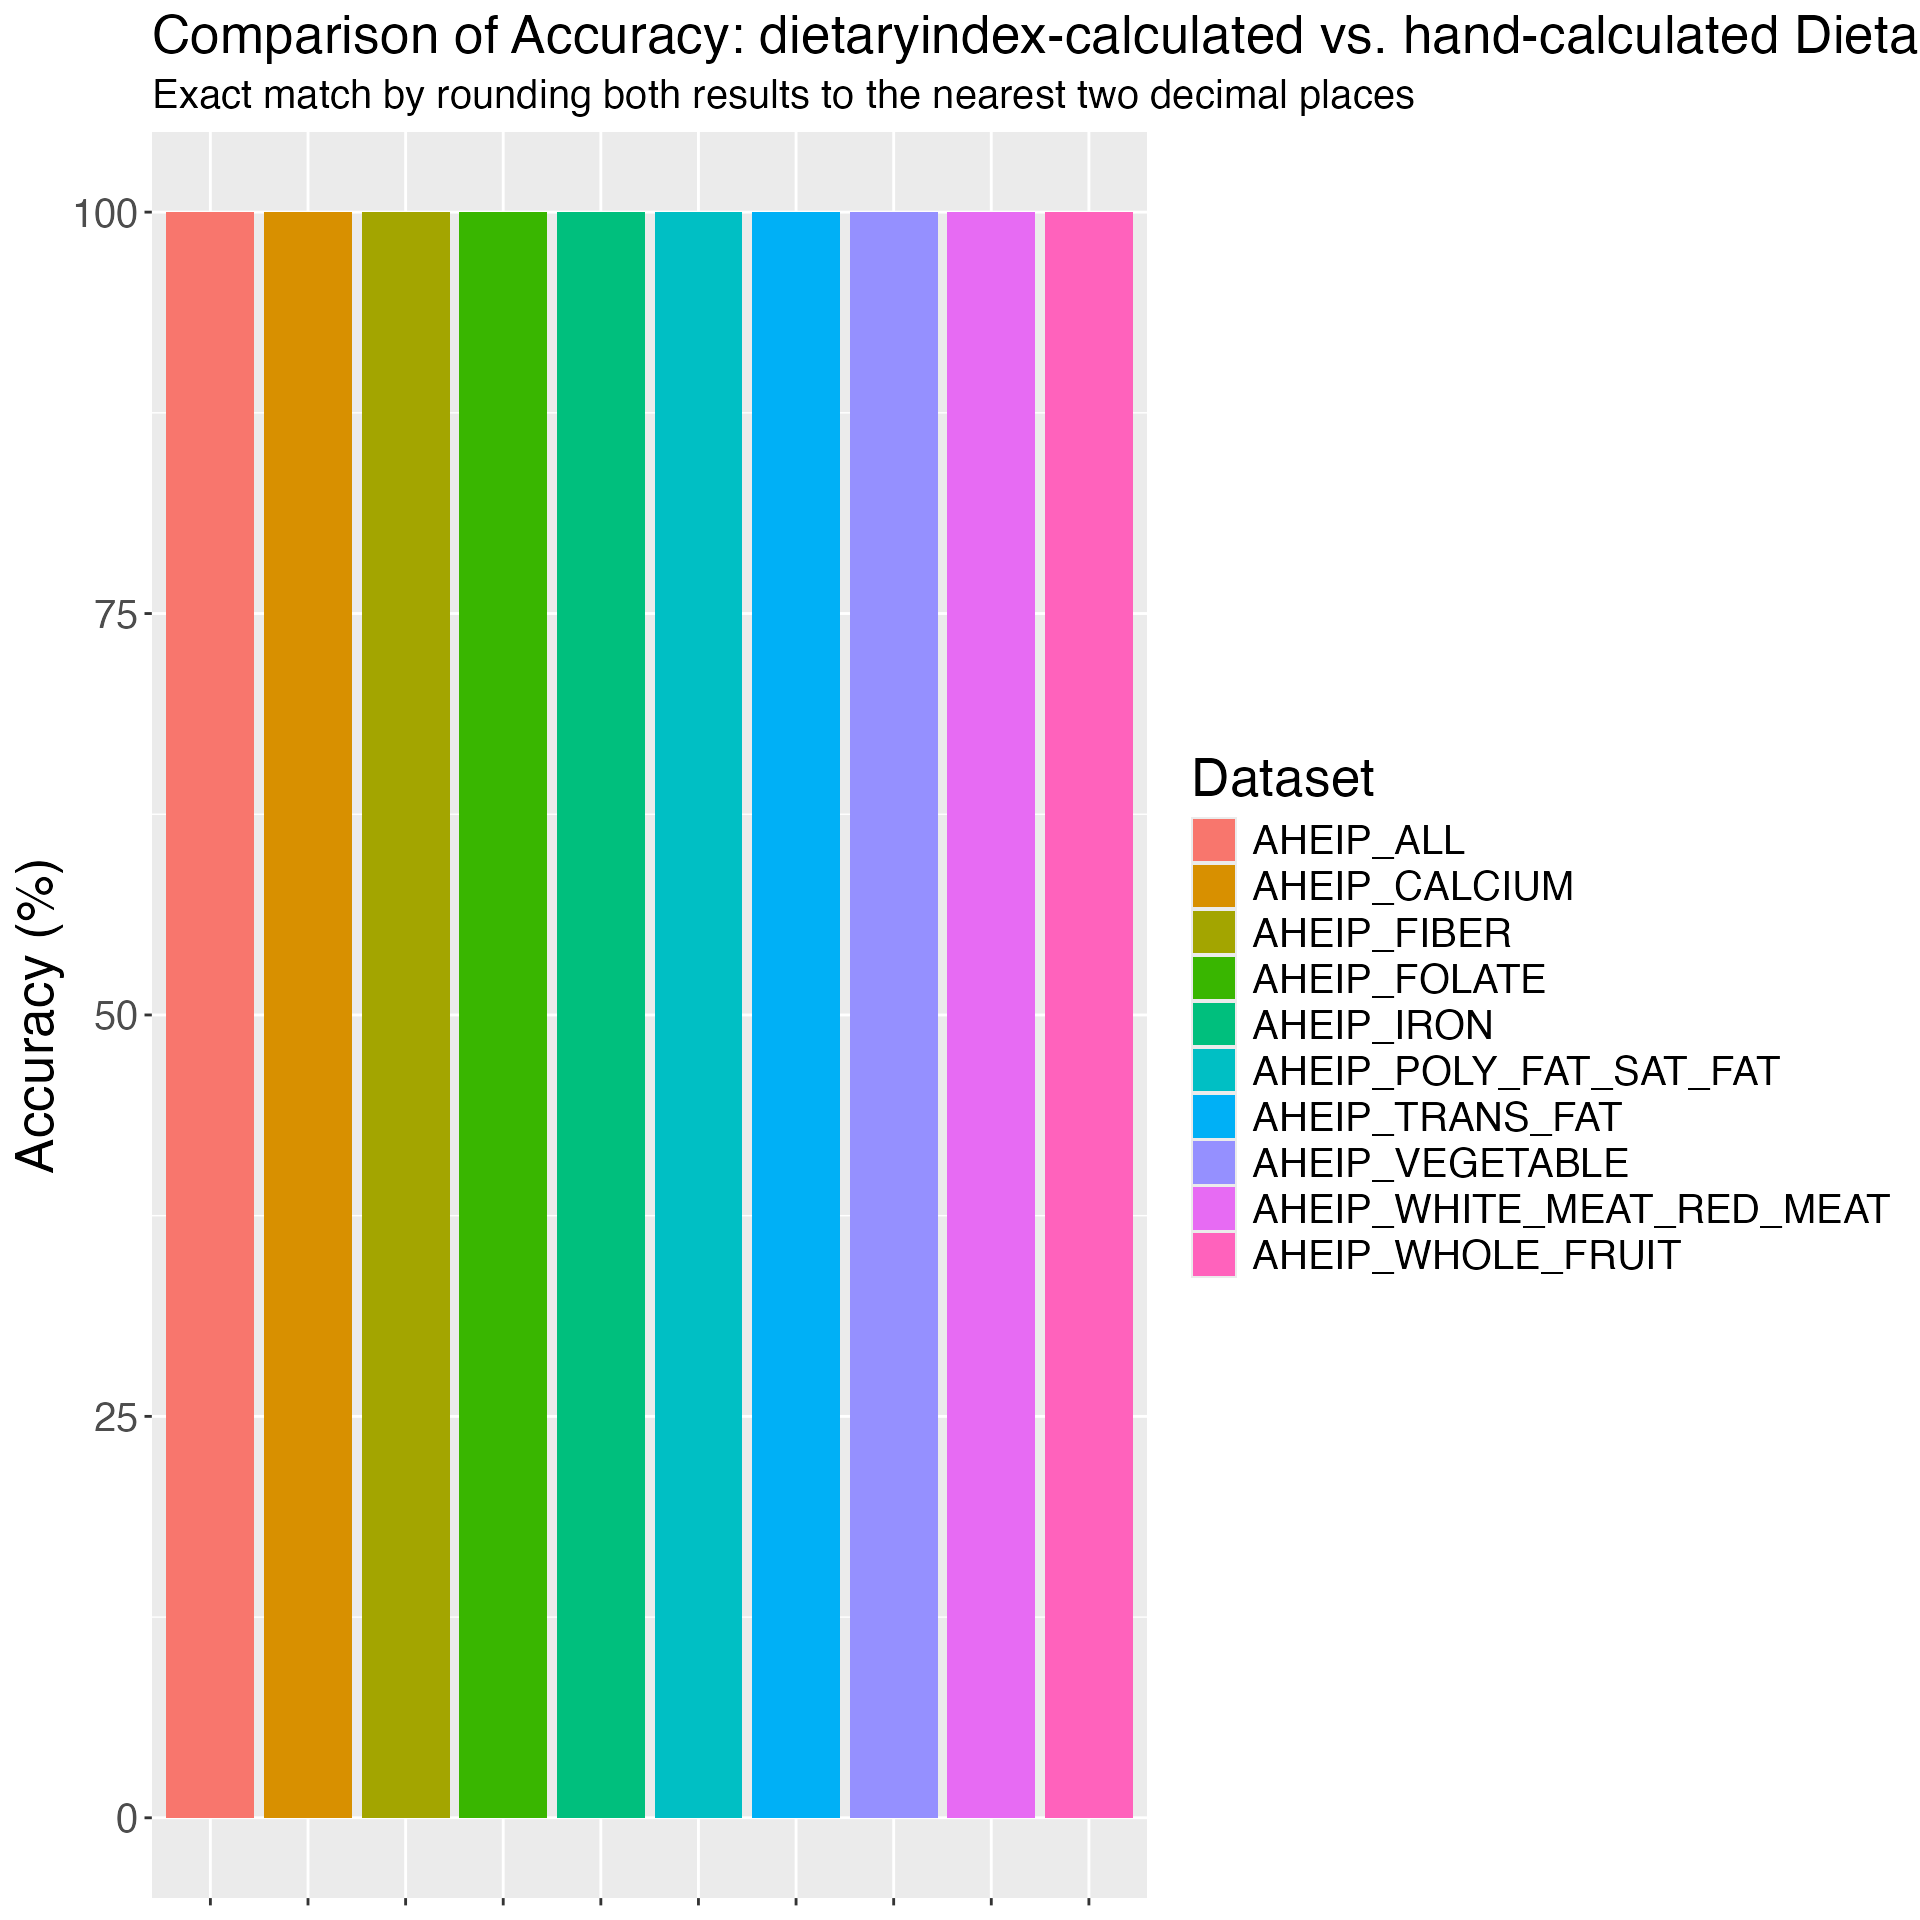 Comparison of Accuracy: dietaryindex-calculated vs. hand-calculated Dieta
Exact match by rounding both results to the nearest two decimal places
100
75
50
25
0
Accuracy (%)
Dataset
AHEIP_ALL
AHEIP_CALCIUM
AHEIP_FIBER
AHEIP_FOLATE
AHEIP_IRON
AHEIP_POLY_FAT_SAT_FAT
AHEIP_TRANS_FAT
AHEIP_VEGETABLE
AHEIP_WHITE_MEAT_RED_MEAT
AHEIP_WHOLE_FRUIT